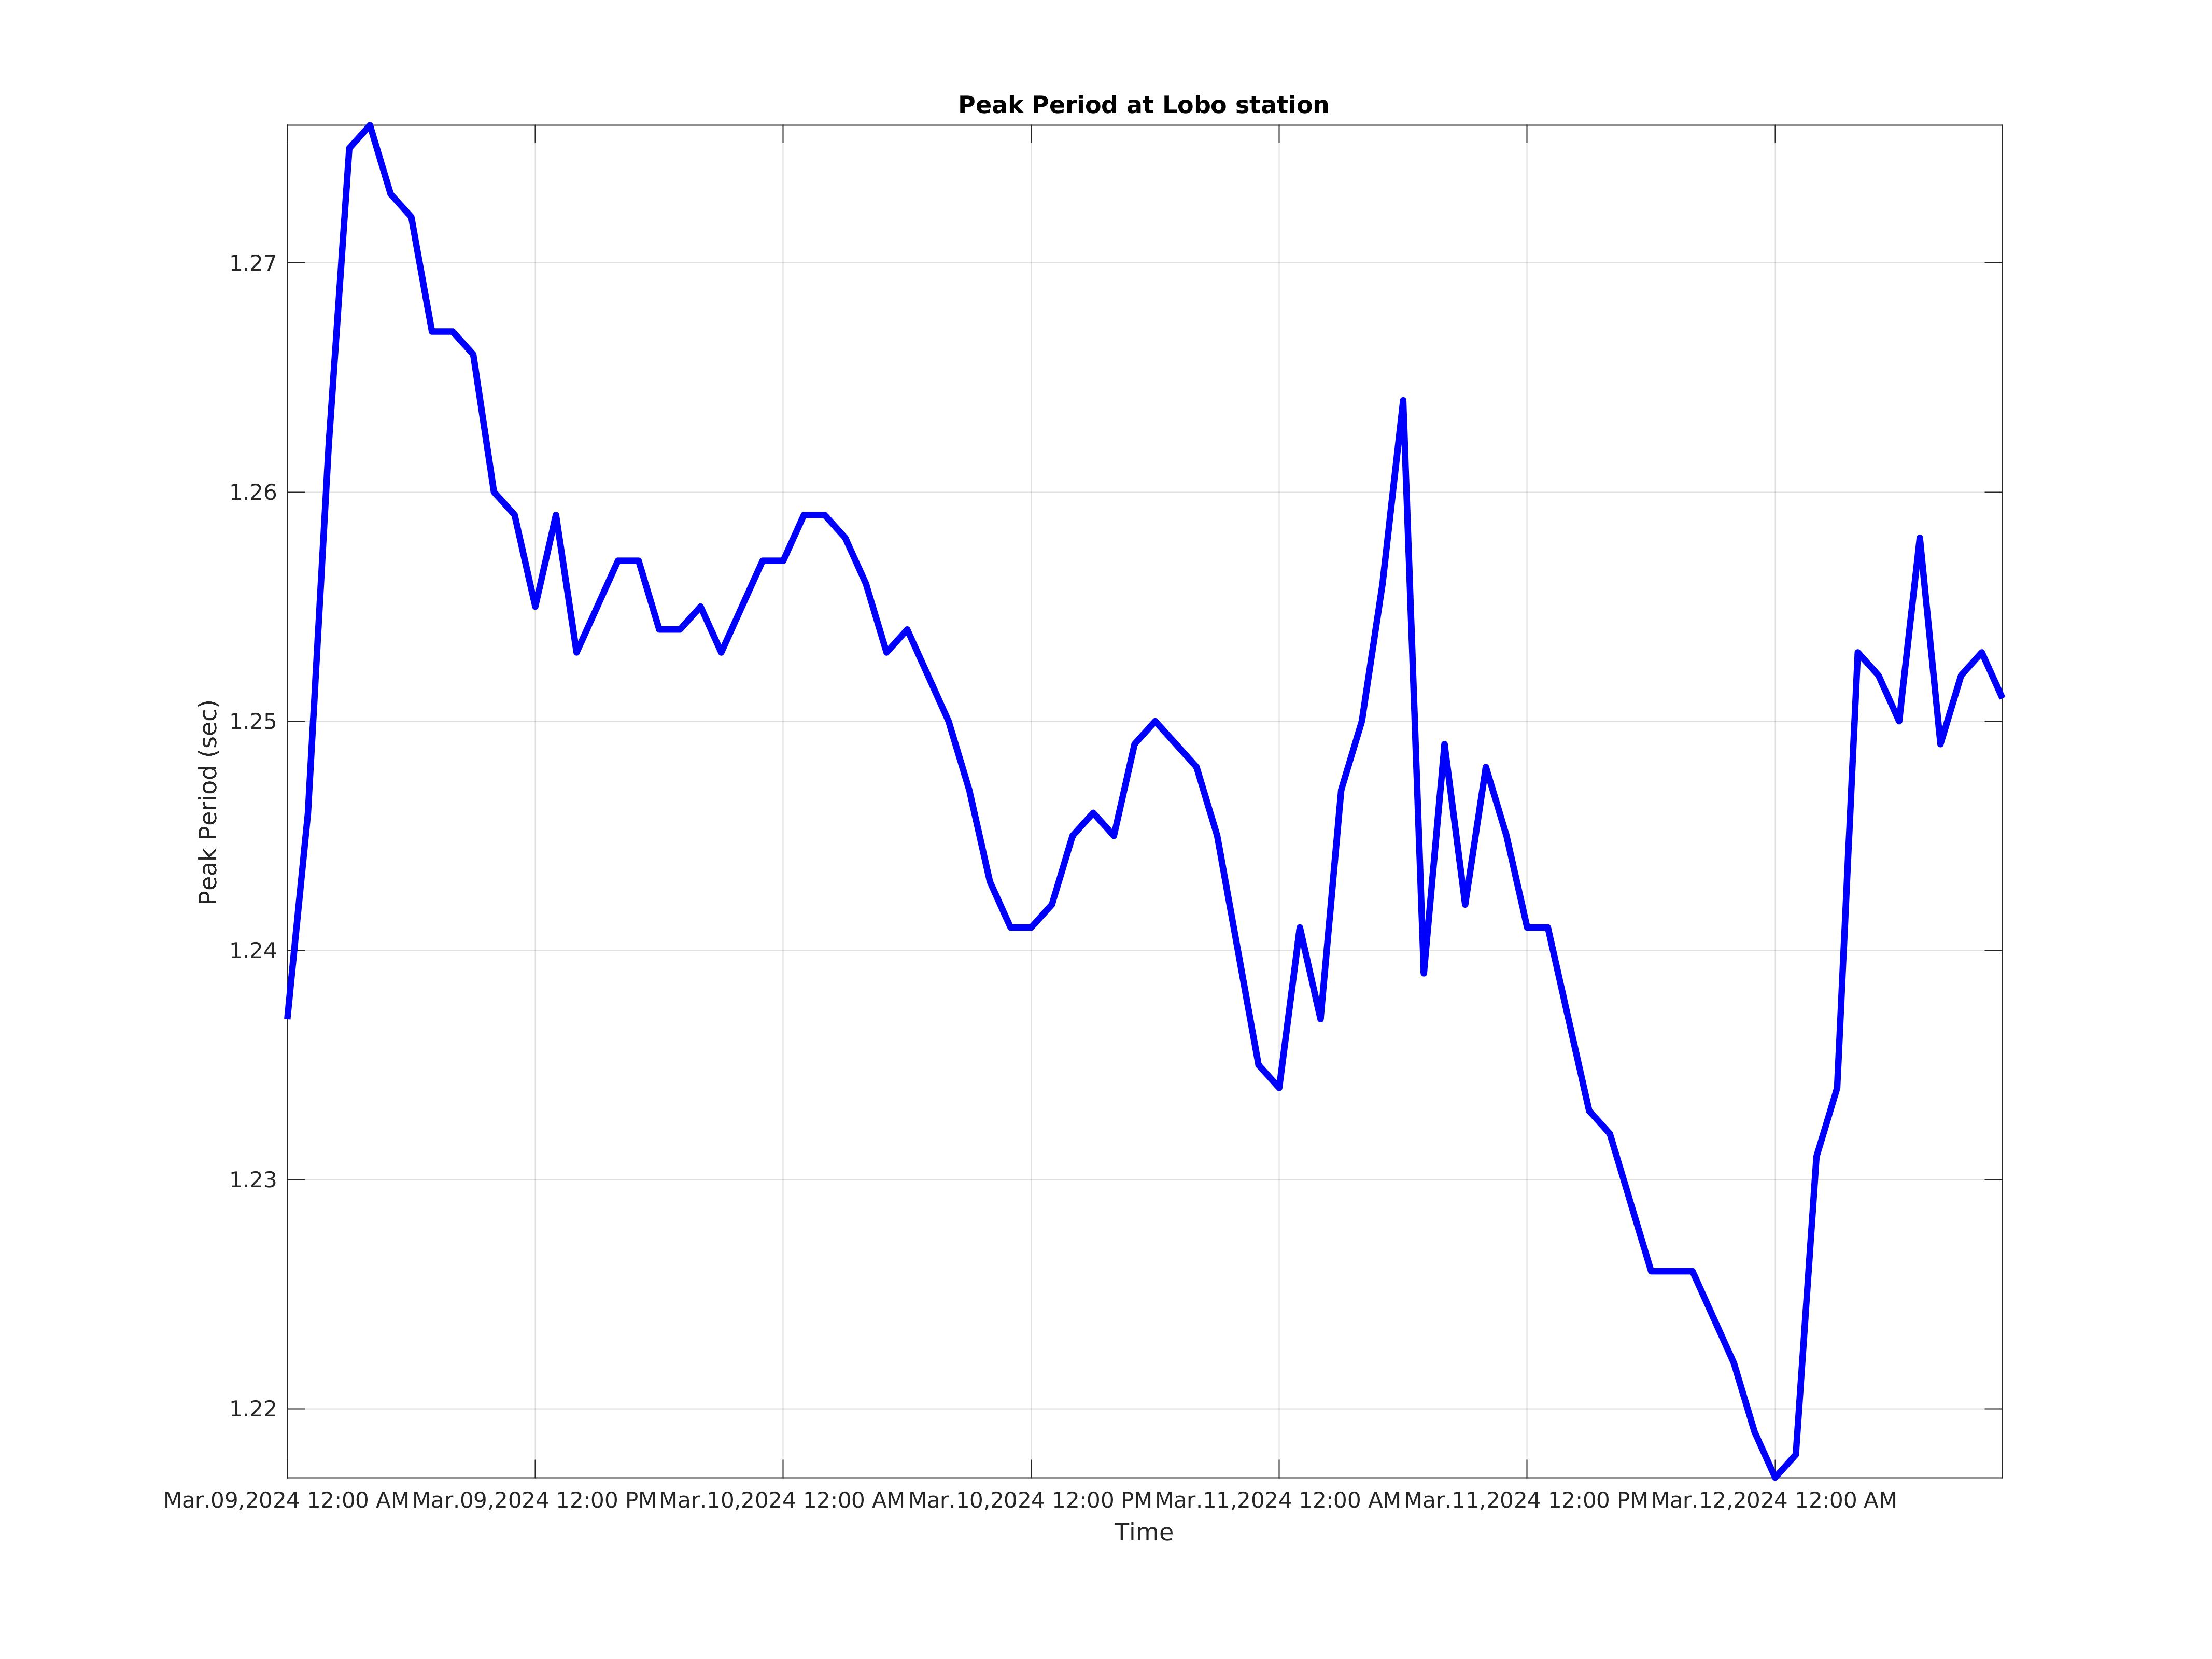 Peak Period at Lobo station
1.27
1.26
1.25
1.24
1.23
1.22
Peak Period (sec)
Mar.09,2024 12:00 AM Mar.09,2024 12:00 PM Mar.10,2024 12:00 AM Mar.10,2024 12:00 PM Mar.11,2024 12:00 AM Mar.11,2024 12:00 PM Mar.12,2024 12:00 AM
Time